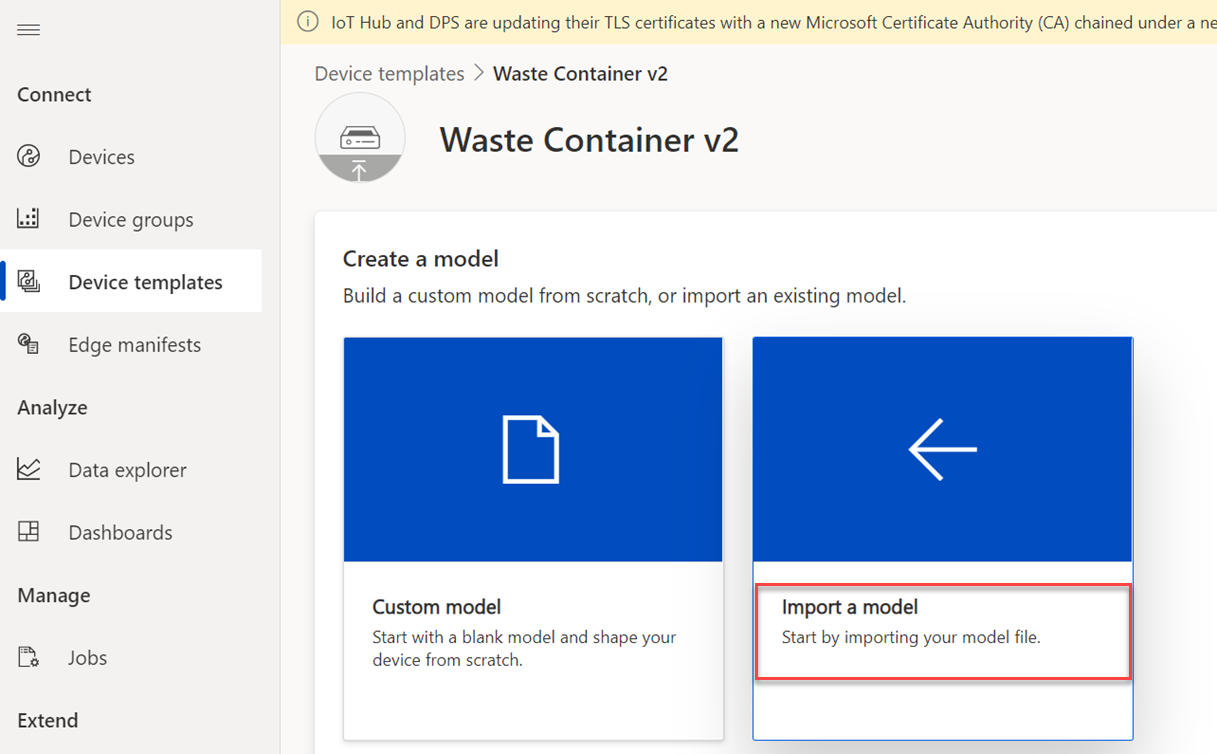 IoT Hub and DPS are updating their TLS certificates with a new Microsoft Certificate Authority (CA) chained under a ne
Device templates > Waste Container v2
Waste Container v2
Connect
Devices
Device groups
Device templates
Edge manifests
Analyze
Data explorer
Dashboards
Manage
Jobs
Extend
Create a model
Build a custom model from scratch, or import an existing model.
Custom model
Start with a blank model and shape your
device from scratch.
Import a model
Start by importing your model file.